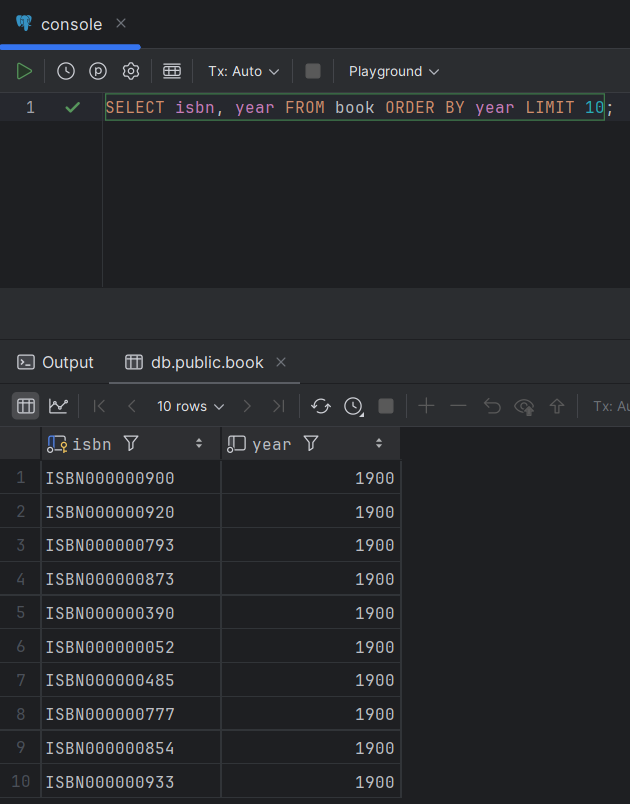 console
Tx: Auto Playground
1 SELECT isbn, year FROM book ORDER BY year LIMIT 10;
Output db.public.book
10 rows Tx: Au
isbn year
1 ISBN000000900 1900
2 ISBN000000920 1900
3 ISBN000000793 1900
4 ISBN000000873 1900
5 ISBN000000390 1900
6 ISBN000000052 1900
7 ISBN000000485 1900
8 ISBN000000777 1900
9 ISBN000000854 1900
10 ISBN000000933 1900